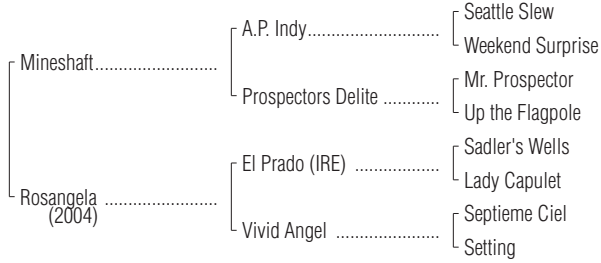 Seattle Slew
A.P. Indy............................
Weekend Surprise
Mineshaft..........................
Mr. Prospector
Prospectors Delite ............
Up the Flagpole
Sadler's Wells
El Prado (IRE) ..................
Lady Capulet
Rosangela ........................
(2004)
Septieme Ciel
Vivid Angel ......................
Setting